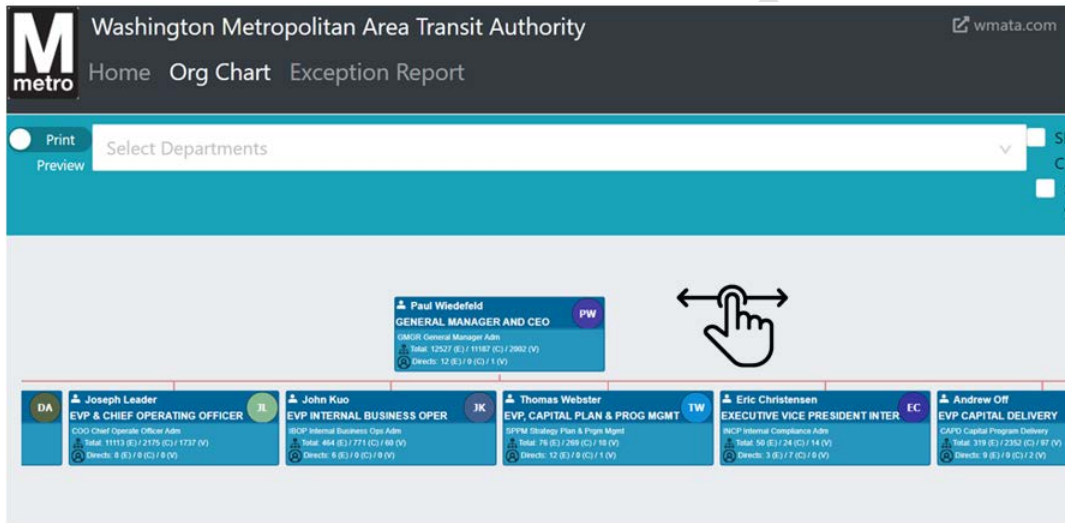 Washington Metropolitan Area Transit Authority
wmata.com
M
metro
Home Org Chart Exception Report
Print
Preview
Select Departments
Paul Wiedefeld
GENERAL MANAGER AND CEO
PW
GMGR General Manager Adm
Total: 12527 (E) / 11187 (C) / 2002 (V)
Directs: 12 (E) / 0 (C) / 1 (V)
DA
Joseph Leader
EVP & CHIEF OPERATING OFFICER
JL
COO Chief Operate Officer Adm
Total: 11113 (E) / 2175 (C) / 1737 (V)
Directs: 8 (E) / 0 (C) / 0 (V)
John Kuo
EVP INTERNAL BUSINESS OPER
JK
IBOP Internal Business Ops Adm
Total: 464 (E) / 771 (C) / 60 (V)
Directs: 6 (E) / 0 (C) / 0 (V)
Thomas Webster
EVP, CAPITAL PLAN & PROG MGMT
TW
SPPM Strategy Plan & Prgm Mgmt
Total: 76 (E) / 269 (C) / 10 (V)
Directs: 12 (E) / 0 (C) / 1 (V)
Eric Christensen
EXECUTIVE VICE PRESIDENT INTER
EC
INCP Internal Compliance Adm
Total: 50 (E) / 24 (C) / 14 (V)
Directs: 3 (E) / 7 (C) / 0 (V)
Andrew Off
EVP CAPITAL DELIVERY
CAPD Capital Program Delivery
Total: 319 (E) / 2352 (C) / 97 (V)
Directs: 9 (E) / 0 (C) / 2 (V)